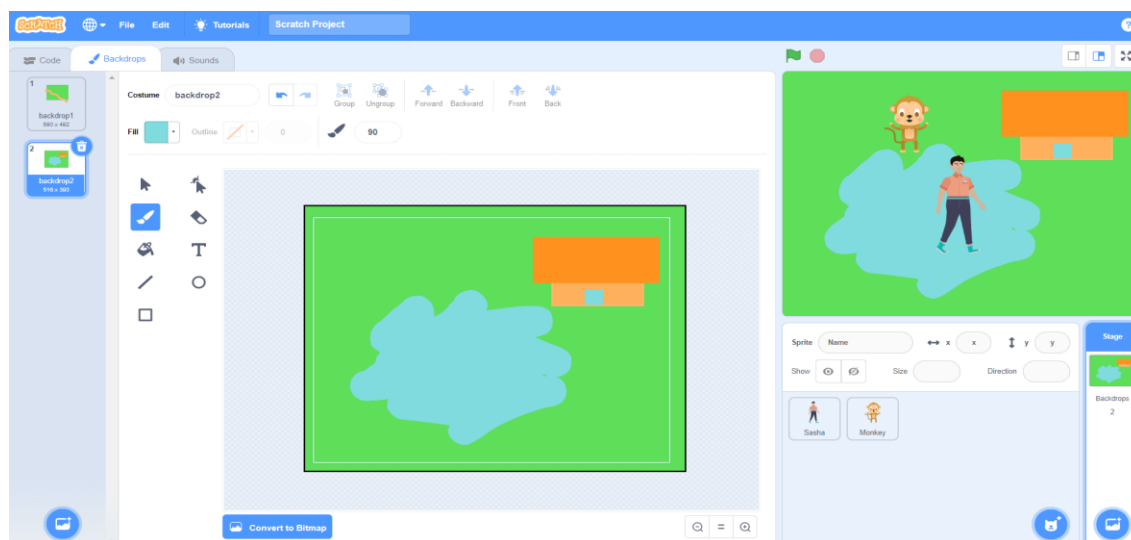 SCRATCH File Edit Tutorials Scratch Project ?
Code Backdrops Sounds
1
backdrop1
2
backdrop2
Costume backdrop2 Group Ungroup Forward Backward Front Back
Fill Outline 0 90
T
Convert to Bitmap
Sprite Name x x y y
Show Size Direction
Sasha Monkey
Stage
Backdrops
2